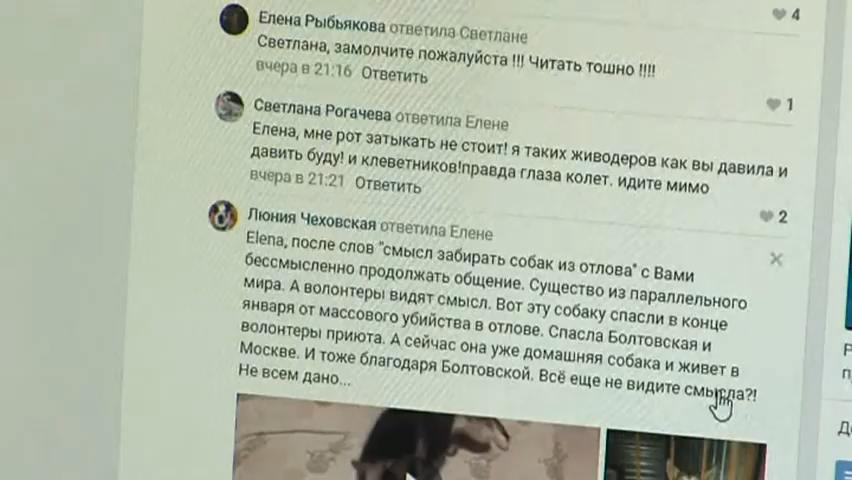 4
Елена Рыбьякова ответила Светлане
Светлана, замолчите пожалуйста !!! Читать тошно !!!!
вчера в 21:16 Ответить
1
Светлана Рогачева ответила Елене
Елена, мне рот затыкать не стоит! я таких живодеров как вы давила и
давить буду! и клеветников!правда глаза колет. идите мимо
вчера в 21:21 Ответить
2
Люния Чеховская ответила Елене
Elena, после слов "смысл забирать собак из отлова" с Вами
бессмысленно продолжать общение. Существо из параллельного
мира. А волонтеры видят смысл. Вот эту собаку спасли в конце
января от массового убийства в отлове. Спасла Болтовская и
волонтеры приюта. А сейчас она уже домашняя собака и живет в
Москве. И тоже благодаря Болтовской. Всё еще не видите смысла?!
Не всем дано...